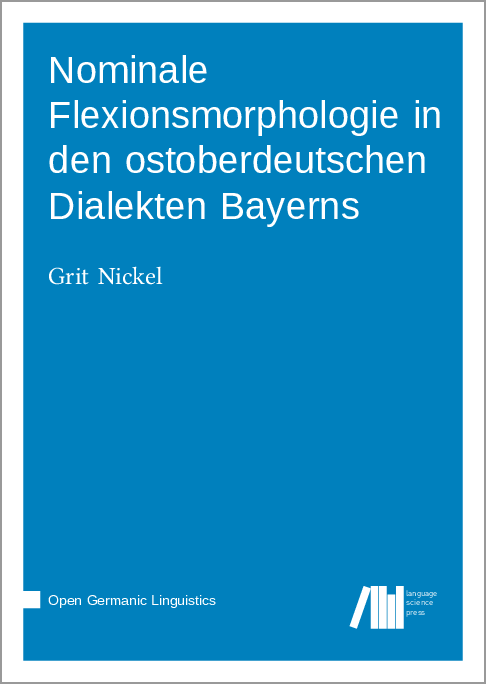 Nominale
Flexionsmorphologie in
den ostoberdeutschen
Dialekten Bayerns
Grit Nickel
Open Germanic Linguistics
language
science
press